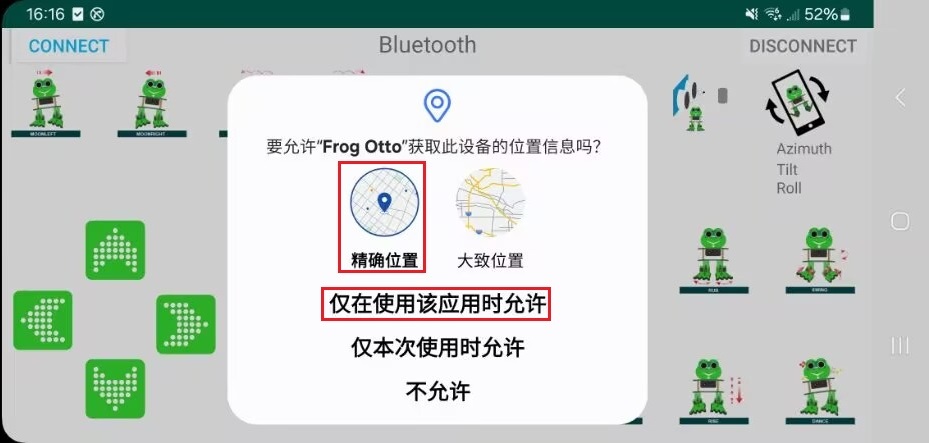 16:16
52%
CONNECT
Bluetooth
DISCONNECT
MOONLEFT
MOONRIGHT
Azimuth
Tilt
Roll
要允许“Frog Otto”获取此设备的位置信息吗?
精确位置
大致位置
仅在使用该应用时允许
仅本次使用时允许
不允许
RUN
SWING
RISE
DANCE